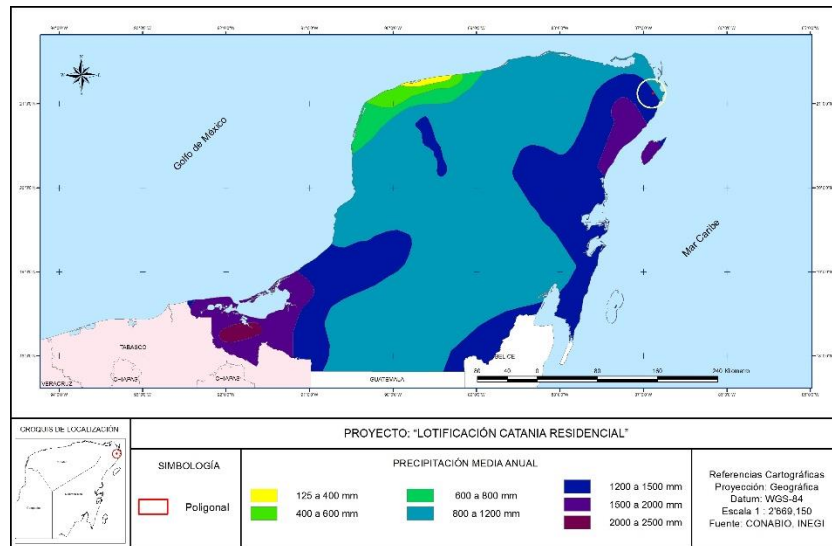 Golfo de México
Mar Caribe
TABASCO
BELICE
VERACRUZ
CHIAPAS
CHIAPAS
GUATEMALA
80 40 0 80 160 240 Kilometro
CROQUIS DE LOCALIZACIÓN
PROYECTO: “LOTIFICACIÓN CATANIA RESIDENCIAL”
SIMBOLOGÍA
Poligonal
PRECIPITACIÓN MEDIA ANUAL
125 a 400 mm
400 a 600 mm
600 a 800 mm
800 a 1200 mm
1200 a 1500 mm
1500 a 2000 mm
2000 a 2500 mm
Referencias Cartográficas
Proyección: Geográfica
Datum: WGS-84
Escala 1 : 2'669,150
Fuente: CONABIO, INEGI